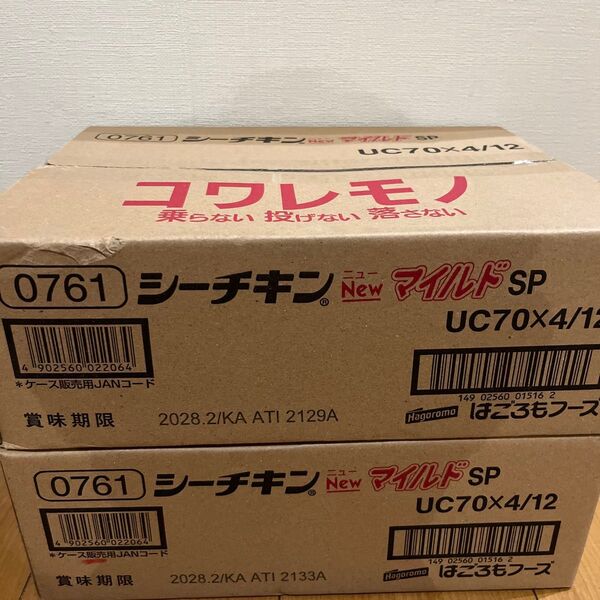 0761 シーチキン New マイルド SP
UC70×4/12
コワレモノ
乗らない 投げない 落さない
0761 シーチキン® ニュー New マイルド SP
UC70×4/12
4 902560 022064
*ケース販売用JANコード
149 02560 01516 2
賞味期限 2028.2/KA ATI 2129A
Hagoromo はごろもフーズ
0761 シーチキン® ニュー New マイルド SP
UC70×4/12
4 902560 022064
*ケース販売用JANコード
149 02560 01516 2
賞味期限 2028.2/KA ATI 2133A
Hagoromo はごろもフーズ